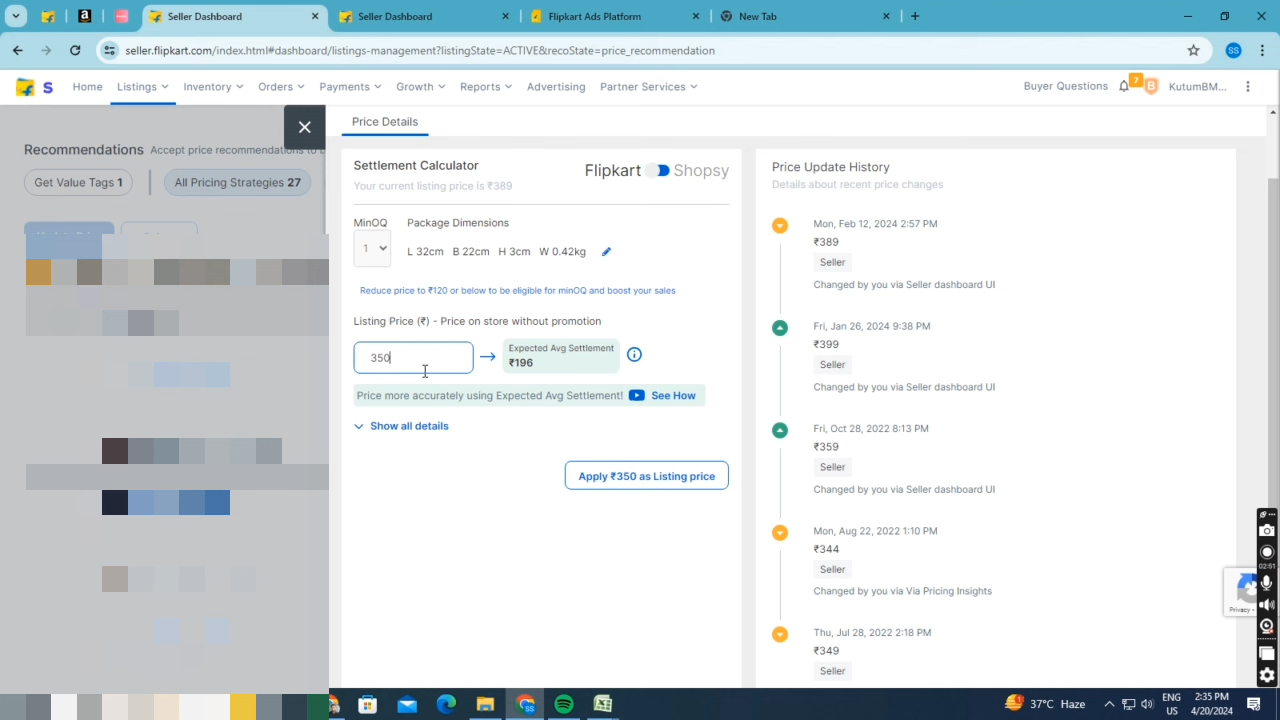 Seller Dashboard
Seller Dashboard
Flipkart Ads Platform
New Tab
seller.flipkart.com/index.html#dashboard/listings-management?listingState=ACTIVE&recoState=price_recommendation
SS
S
Home Listings Inventory Orders Payments Growth Reports Advertising Partner Services
Buyer Questions
7
B
KutumBM...
Recommendations Accept price recommendations to
Get Value Tags 1
All Pricing Strategies 27
Price Details
Settlement Calculator
Your current listing price is ₹389
Flipkart Shopsy
MinOQ
1
Package Dimensions
L 32cm B 22cm H 3cm W 0.42kg
Reduce price to ₹120 or below to be eligible for minOQ and boost your sales
Listing Price (₹) - Price on store without promotion
350
Expected Avg Settlement
₹196
Price more accurately using Expected Avg Settlement! See How
Show all details
Apply ₹350 as Listing price
Price Update History
Details about recent price changes
Mon, Feb 12, 2024 2:57 PM
₹389
Seller
Changed by you via Seller dashboard UI
Fri, Jan 26, 2024 9:38 PM
₹399
Seller
Changed by you via Seller dashboard UI
Fri, Oct 28, 2022 8:13 PM
₹359
Seller
Changed by you via Seller dashboard UI
Mon, Aug 22, 2022 1:10 PM
₹344
Seller
Changed by you via Via Pricing Insights
Thu, Jul 28, 2022 2:18 PM
₹349
Seller
02:51
Privacy -
37°C Haze
ENG
US
2:35 PM
4/20/2024